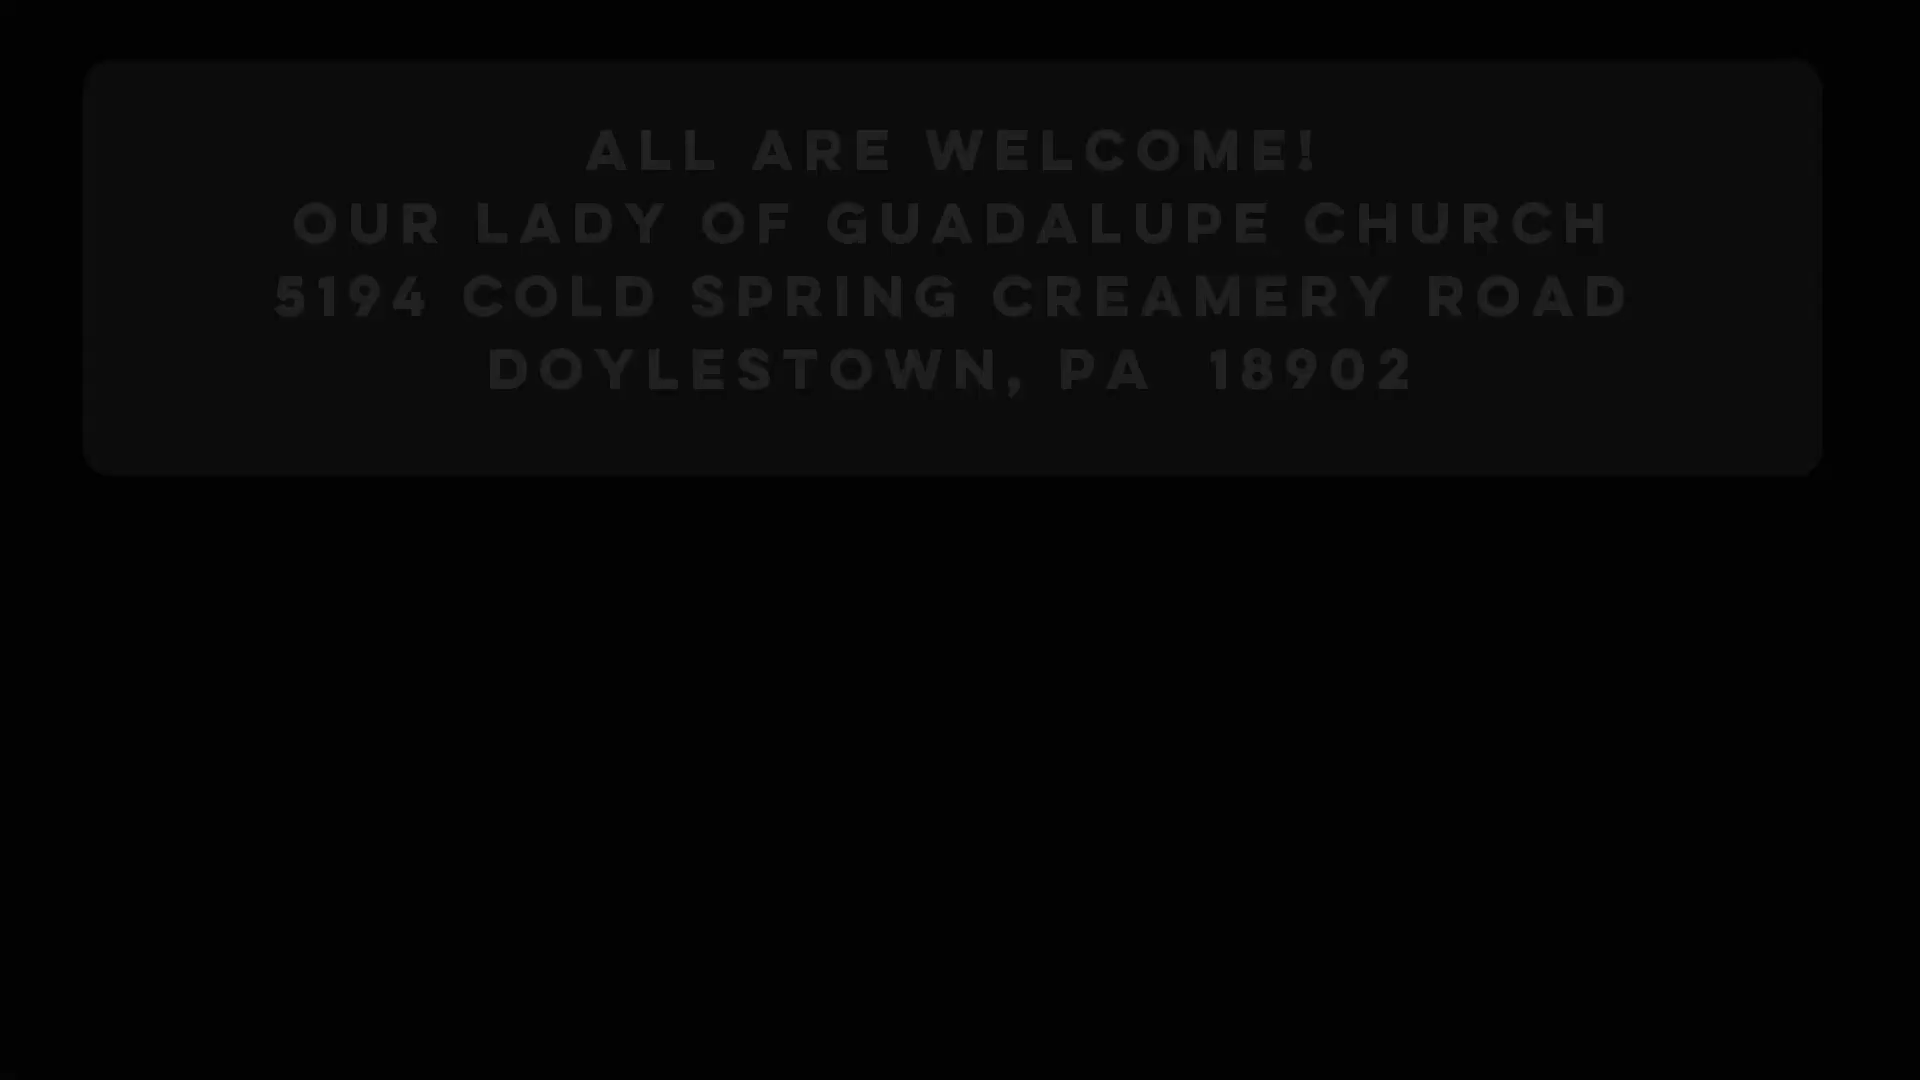 ALL ARE WELCOME!
OUR LADY OF GUADALUPE CHURCH
5194 COLD SPRING CREAMERY ROAD
DOYLESTOWN, PA  18902